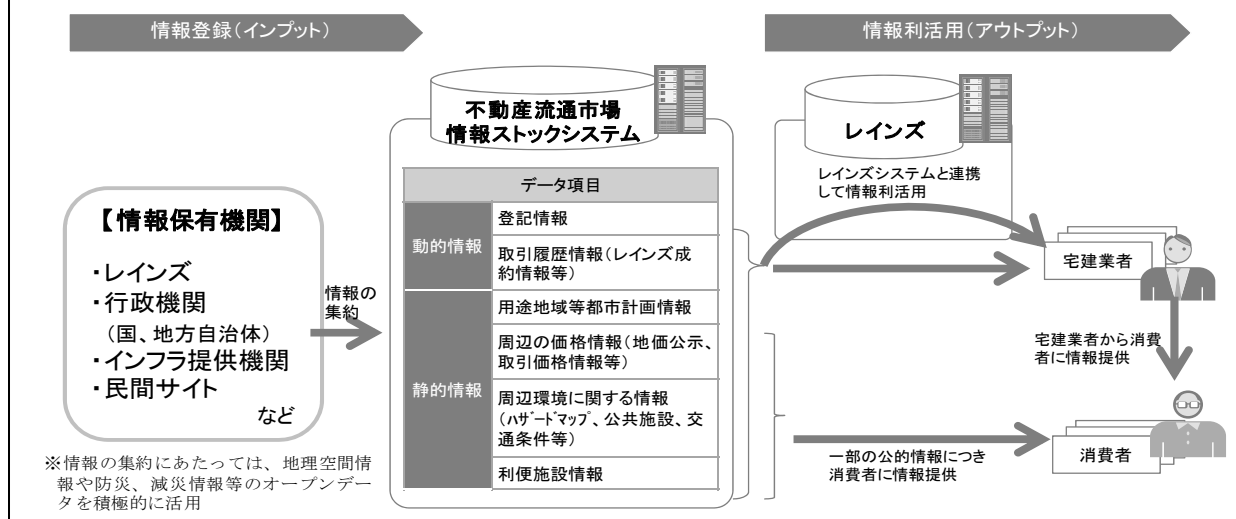 情報登録（インプット）
情報利活用（アウトプット）
不動産流通市場
情報ストックシステム
レインズ
レインズシステムと連携
して情報利活用
【情報保有機関】
・レインズ
・行政機関
（国、地方自治体）
・インフラ提供機関
・民間サイト
など
※情報の集約にあたっては、地理空間情
報や防災、減災情報等のオープンデー
タを積極的に活用
情報の
集約
データ項目
動的情報
登記情報
取引履歴情報（レインズ成
約情報等）
静的情報
用途地域等都市計画情報
周辺の価格情報（地価公示、
取引価格情報等）
周辺環境に関する情報
（ﾊｻﾞｰﾄﾞﾏｯﾌﾟ、公共施設、交
通条件等）
利便施設情報
宅建業者
宅建業者から消費
者に情報提供
一部の公的情報につき
消費者に情報提供
消費者